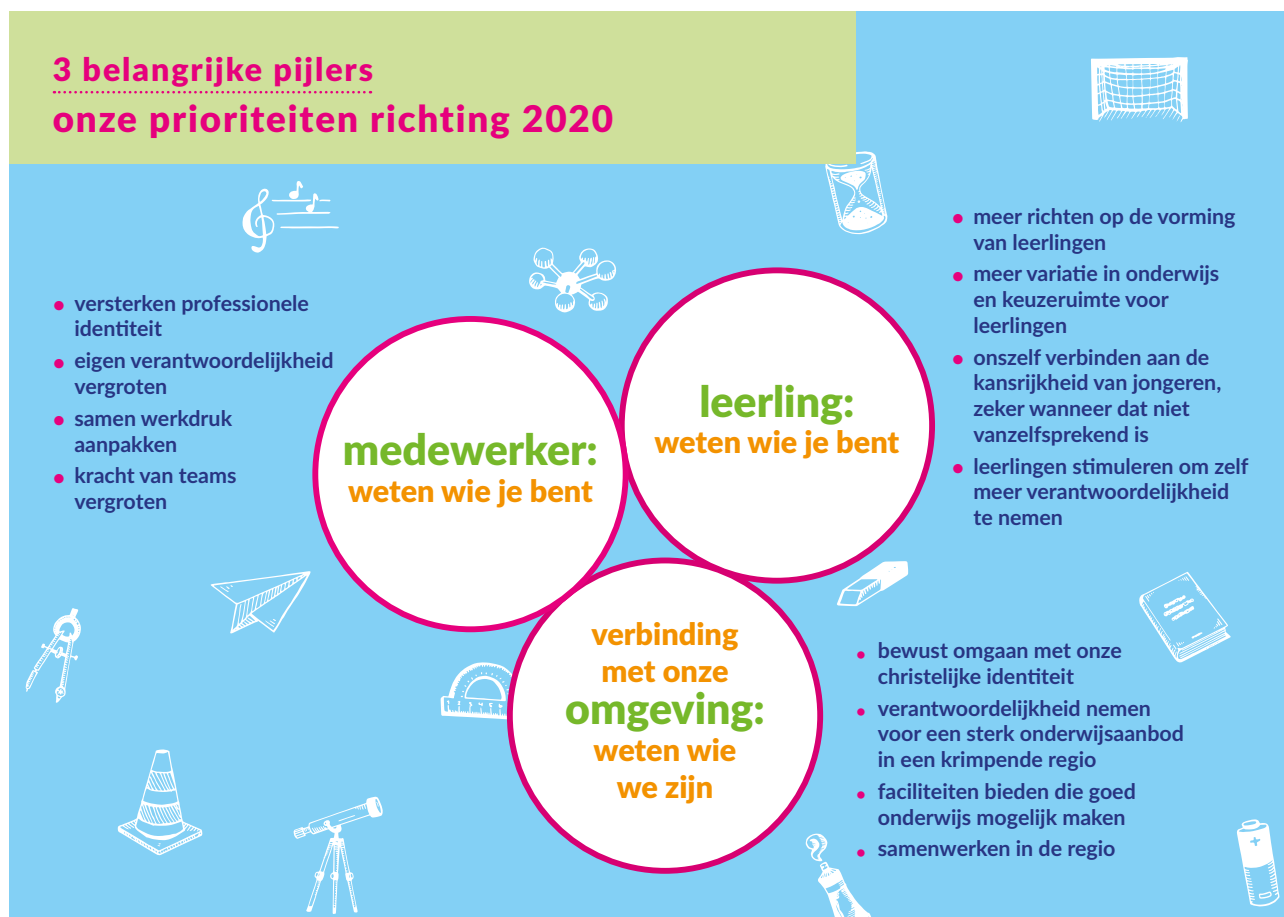 3 belangrijke pijlers
onze prioriteiten richting 2020
• versterken professionele
identiteit
• eigen verantwoordelijkheid
vergroten
• samen werkdruk
aanpakken
• kracht van teams
vergroten
medewerker:
weten wie je bent
leerling:
weten wie je bent
• meer richten op de vorming
van leerlingen
• meer variatie in onderwijs
en keuzeruimte voor
leerlingen
• onszelf verbinden aan de
kansrijkheid van jongeren,
zeker wanneer dat niet
vanzelfsprekend is
• leerlingen stimuleren om zelf
meer verantwoordelijkheid
te nemen
verbinding
met onze
omgeving:
weten wie
we zijn
• bewust omgaan met onze
christelijke identiteit
• verantwoordelijkheid nemen
voor een sterk onderwijsaanbod
in een krimpende regio
• faciliteiten bieden die goed
onderwijs mogelijk maken
• samenwerken in de regio